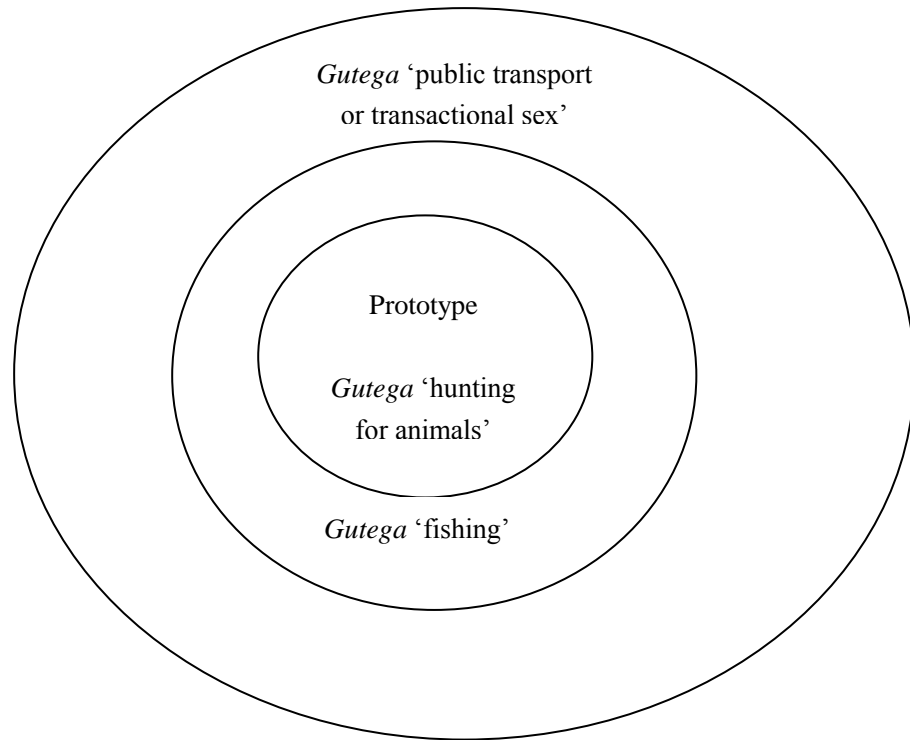 Gutega ‘public transport
or transactional sex’
Prototype
Gutega ‘hunting
for animals’
Gutega ‘fishing’